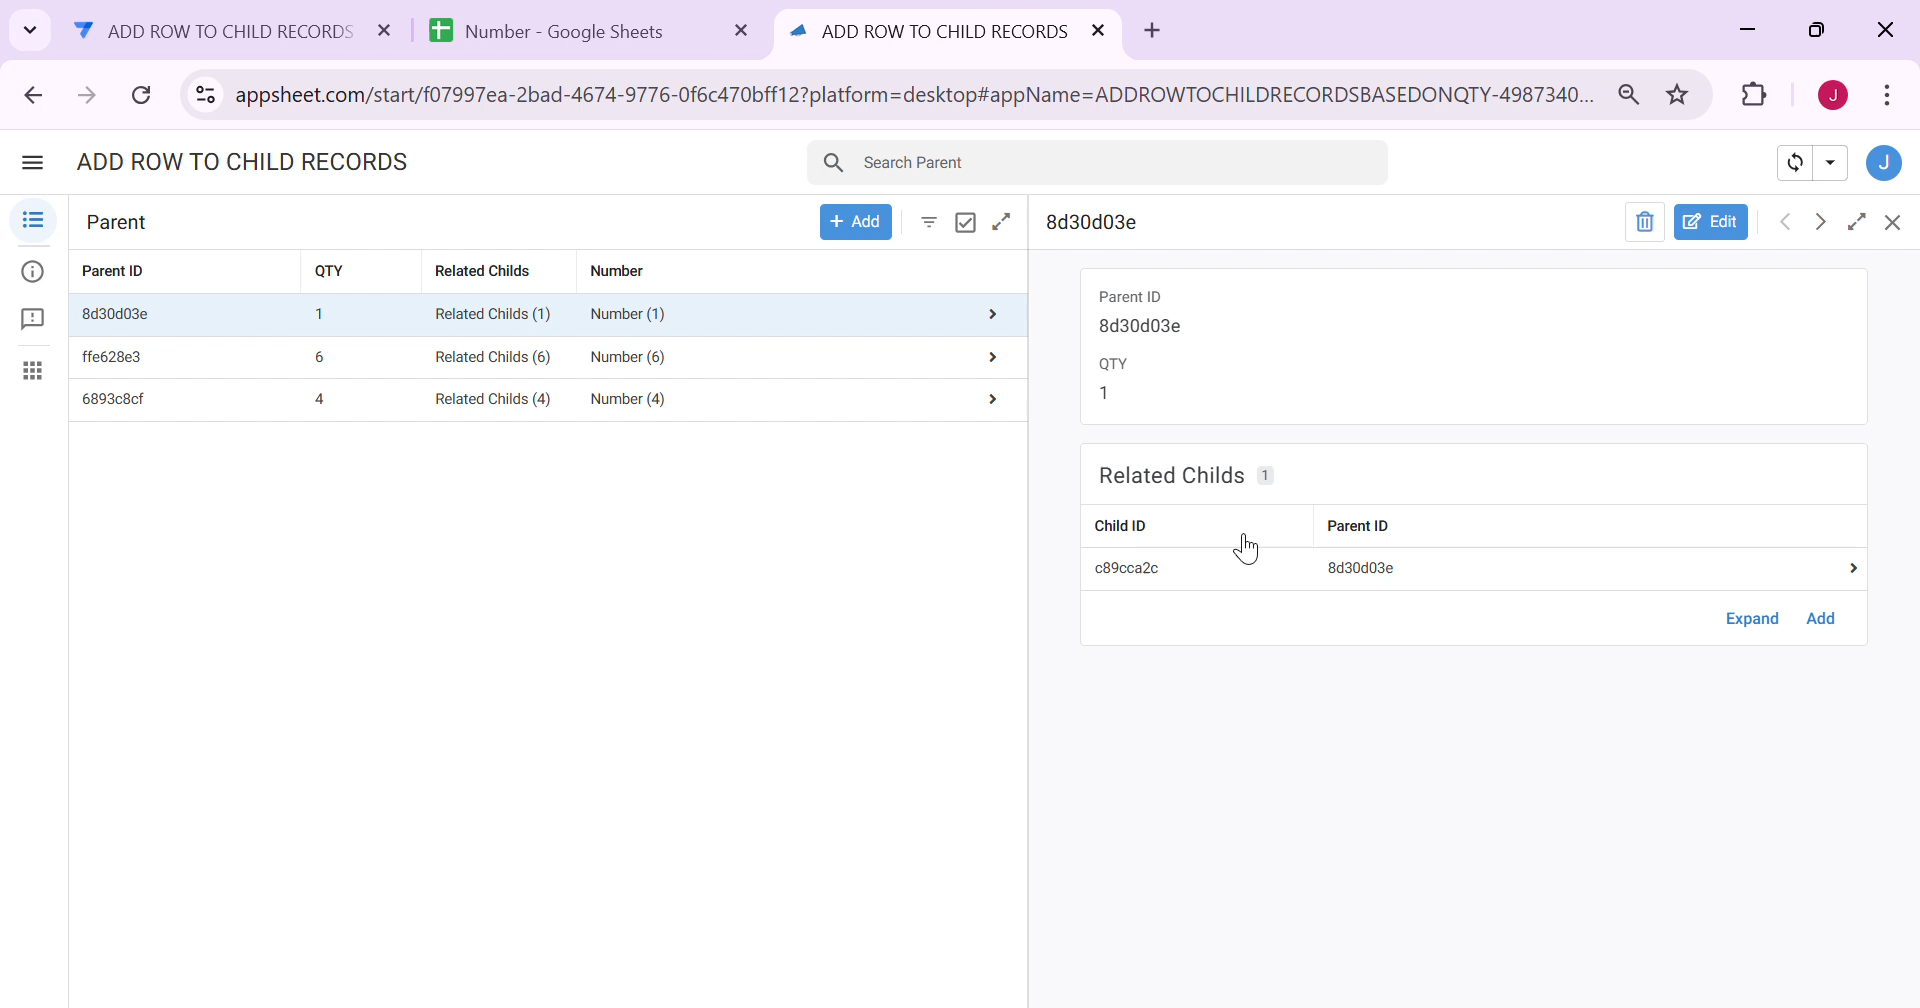 ADD ROW TO CHILD RECORDS
Number - Google Sheets
ADD ROW TO CHILD RECORDS
appsheet.com/start/f07997ea-2bad-4674-9776-0f6c470bff12?platform=desktop#appName=ADDROWTOCHILDRECORDSBASEDONQTY-4987340...
J
ADD ROW TO CHILD RECORDS
Search Parent
J
Parent
+ Add
8d30d03e
Edit
Parent ID QTY Related Childs Number
8d30d03e 1 Related Childs (1) Number (1)
ffe628e3 6 Related Childs (6) Number (6)
6893c8cf 4 Related Childs (4) Number (4)
Parent ID
8d30d03e
QTY
1
Related Childs 1
Child ID Parent ID
c89cca2c 8d30d03e
Expand Add